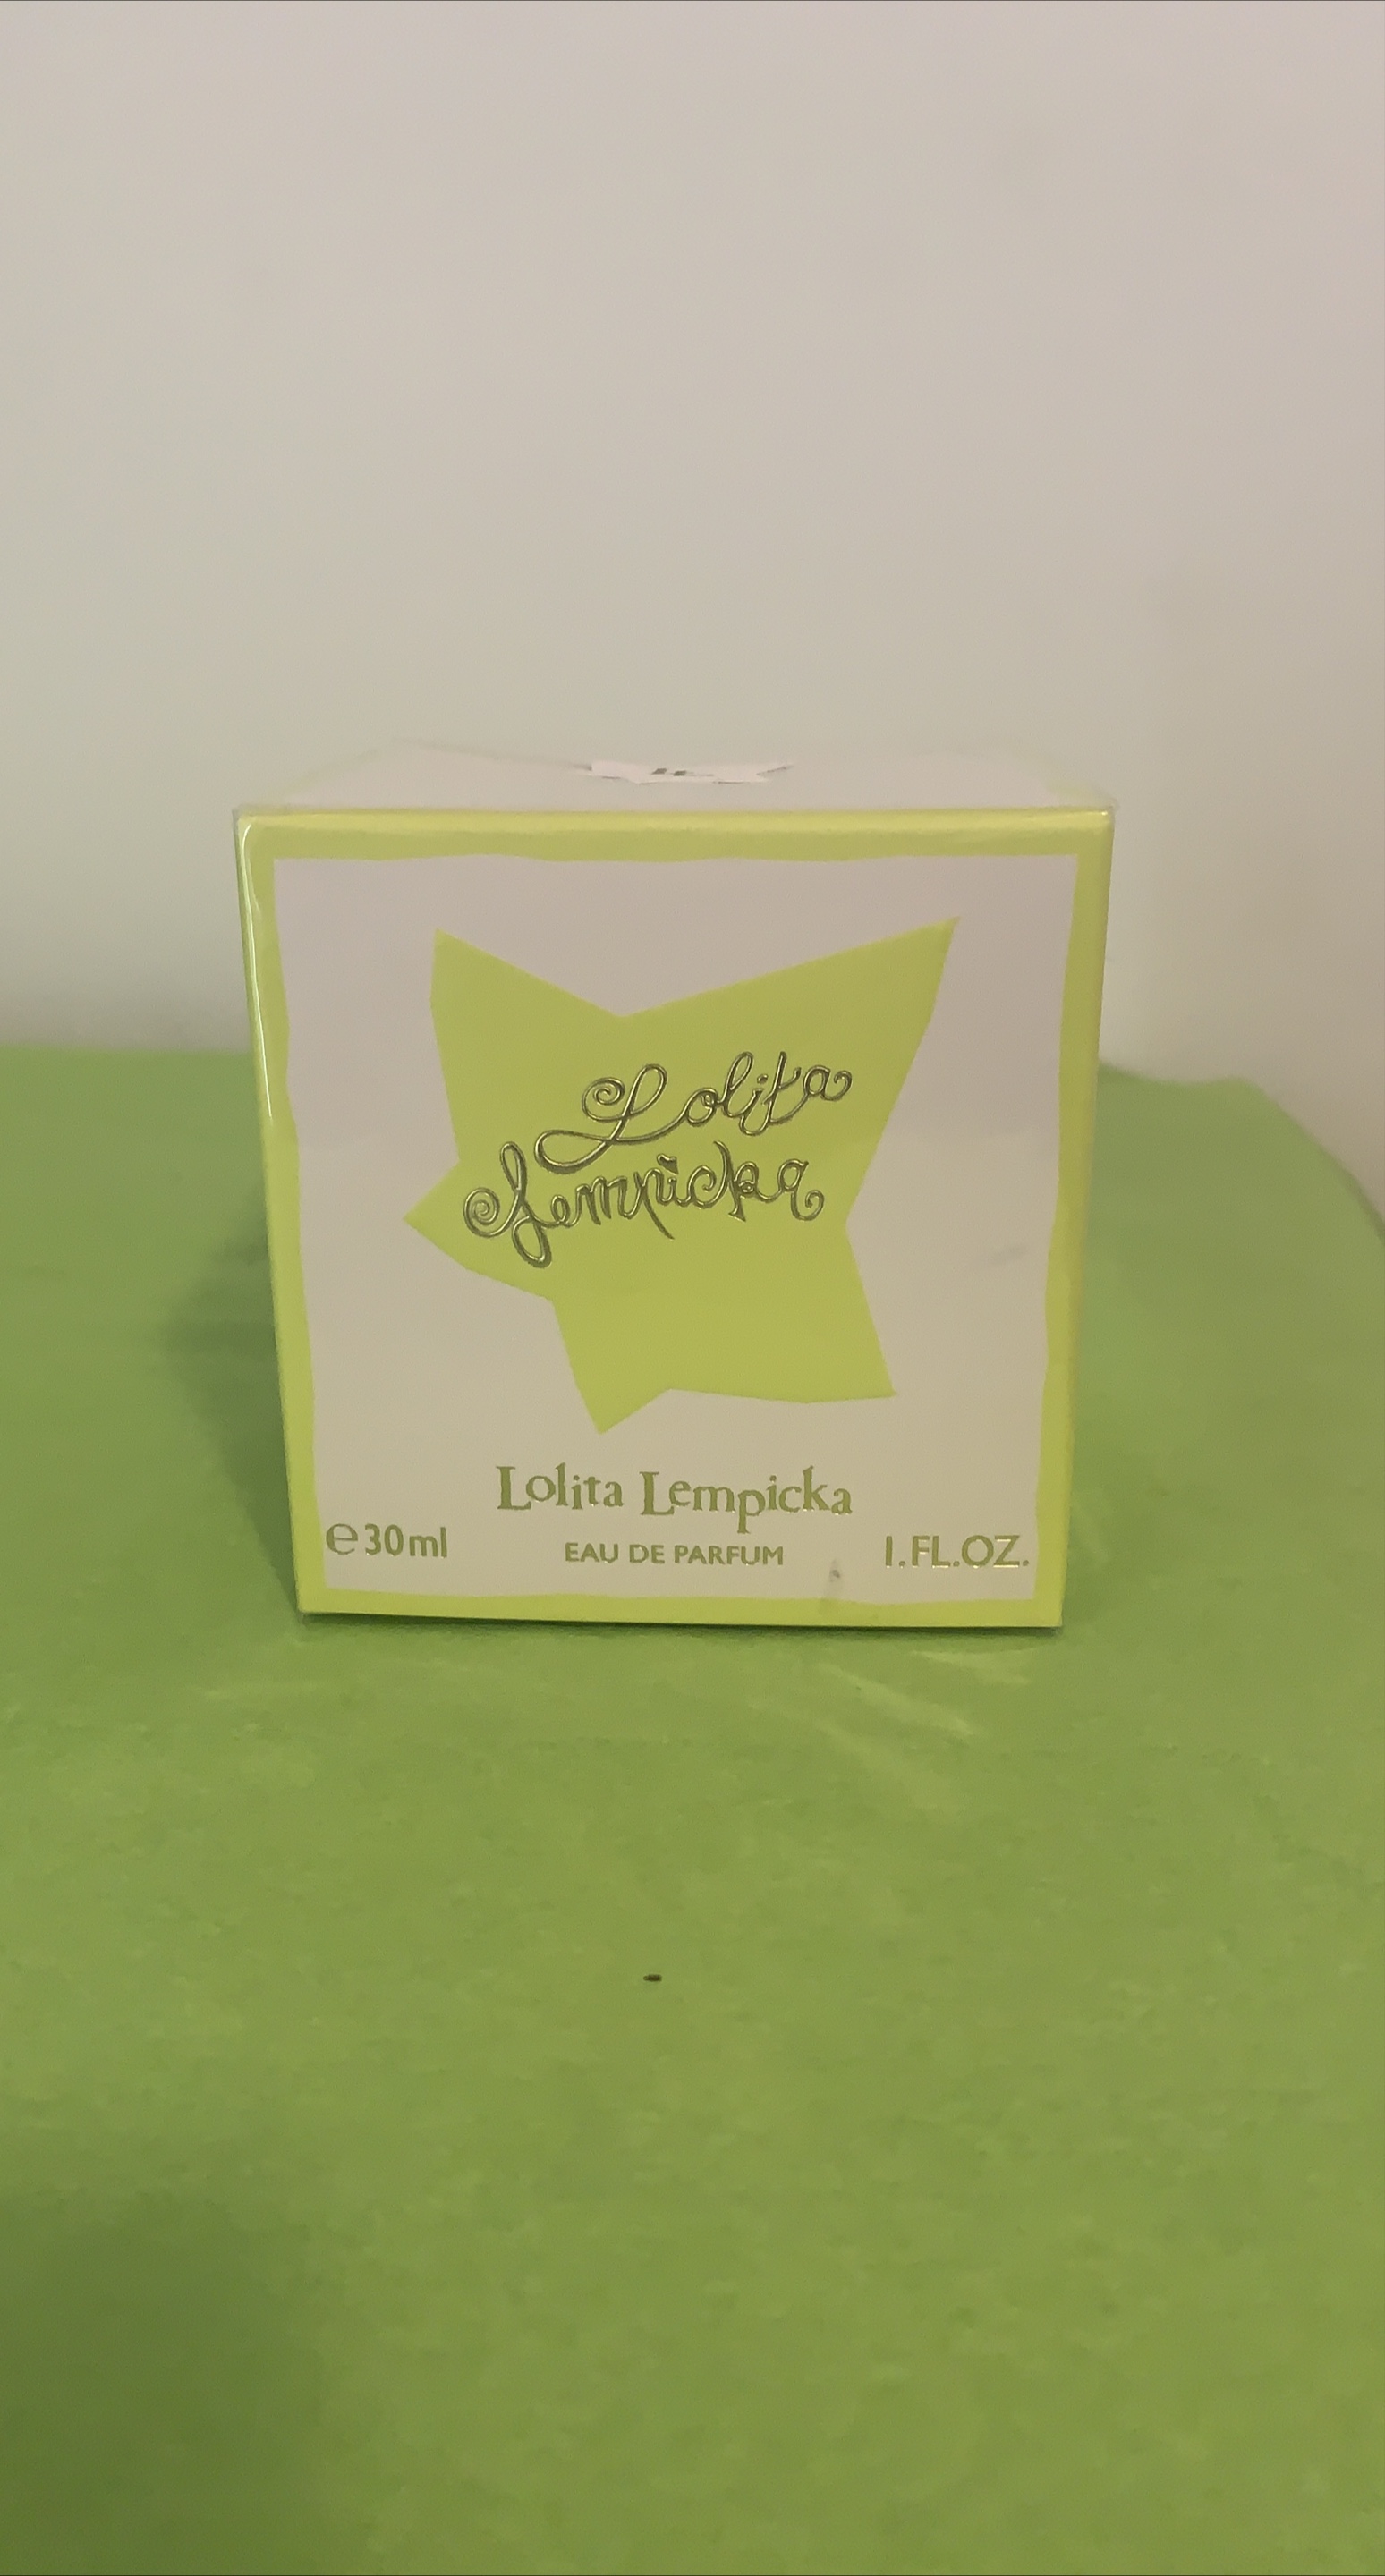 Lolita
Lempicka
Lolita Lempicka
℮30ml EAU DE PARFUM 1.FL.OZ.